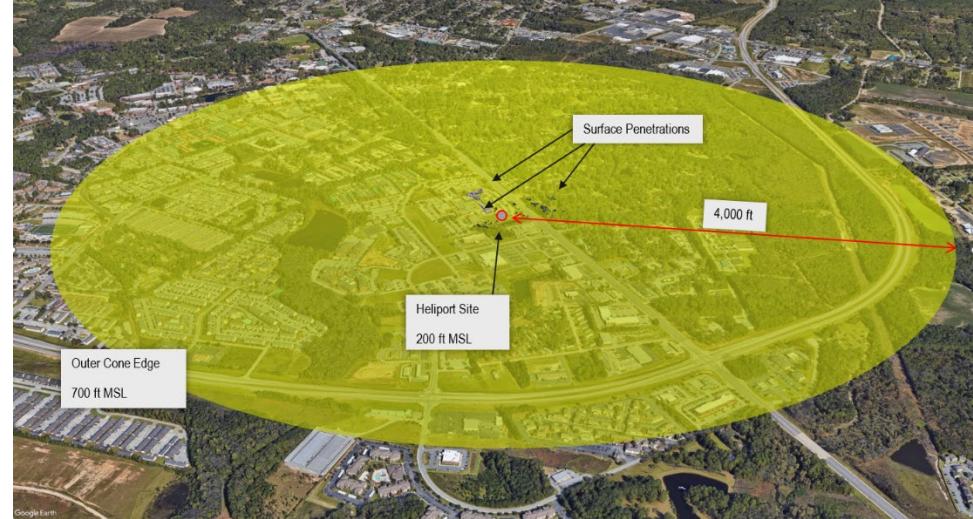 Surface Penetrations
4,000 ft
Heliport Site
200 ft MSL
Outer Cone Edge
700 ft MSL
Google Earth